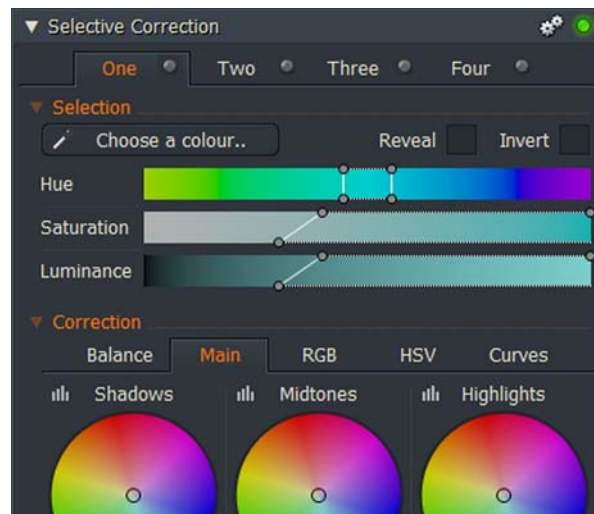 Selective Correction
One Two Three Four
Selection
Choose a colour.. Reveal Invert
Hue
Saturation
Luminance
Correction
Balance Main RGB HSV Curves
Shadows Midtones Highlights